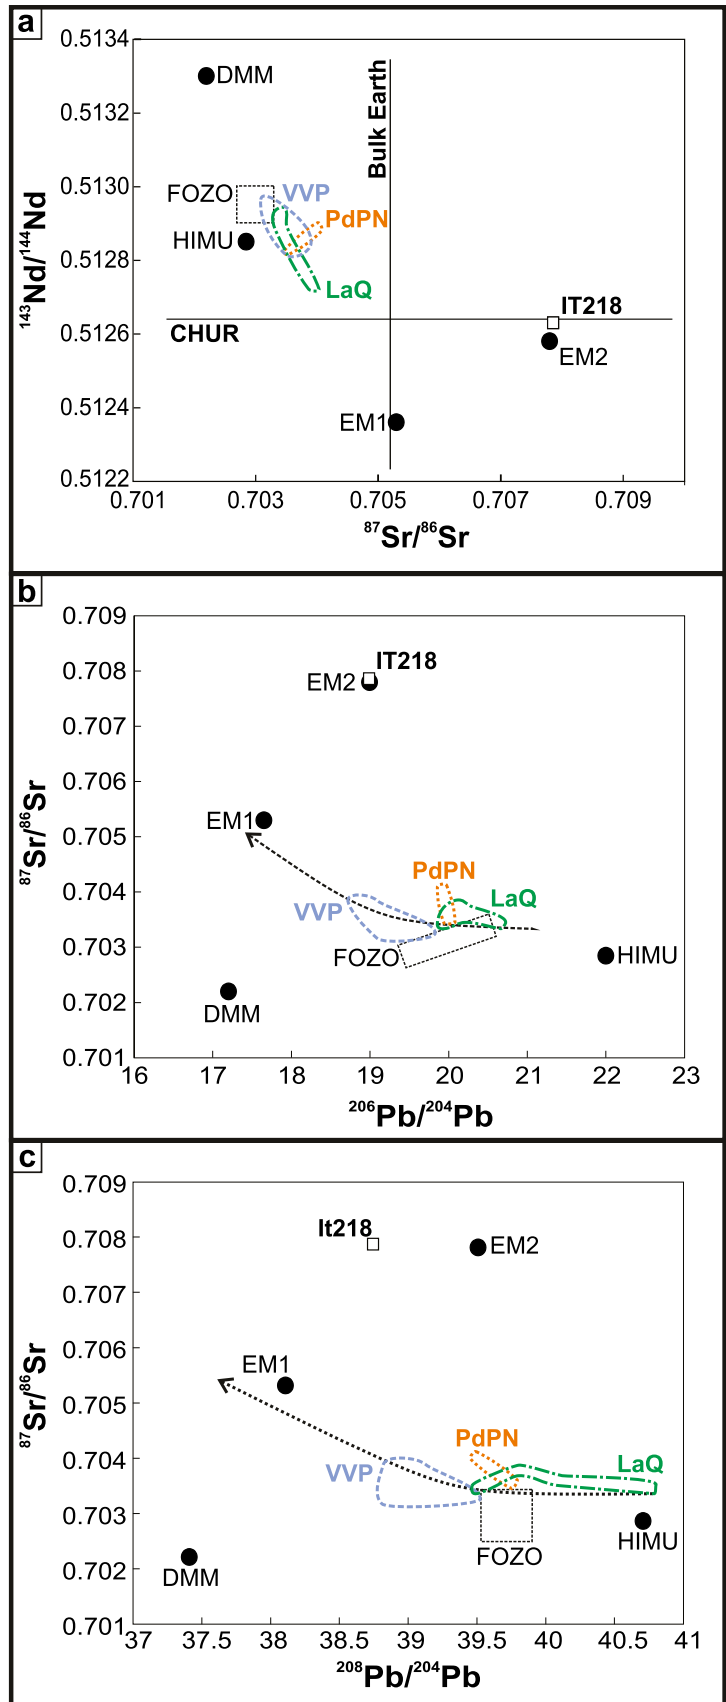 a
0.5134
DMM
0.5132
Bulk Earth
0.5130
FOZO
VVP
PdPN
HIMU
0.5128
LaQ
IT218
CHUR
0.5126
EM2
0.5124
EM1
0.5122
0.701 0.703 0.705 0.707 0.709
¹⁴³Nd/¹⁴⁴Nd
⁸⁷Sr/⁸⁶Sr
b
0.709
IT218
0.708
EM2
0.707
0.706
EM1
0.705
PdPN
0.704
LaQ
VVP
0.703
FOZO
HIMU
0.702
DMM
0.701
16 17 18 19 20 21 22 23
⁸⁷Sr/⁸⁶Sr
²⁰⁶Pb/²⁰⁴Pb
c
0.709
It218
0.708
EM2
0.707
0.706
EM1
0.705
PdPN
0.704
VVP
LaQ
0.703
HIMU
FOZO
0.702
DMM
0.701
37 37.5 38 38.5 39 39.5 40 40.5 41
⁸⁷Sr/⁸⁶Sr
²⁰⁸Pb/²⁰⁴Pb